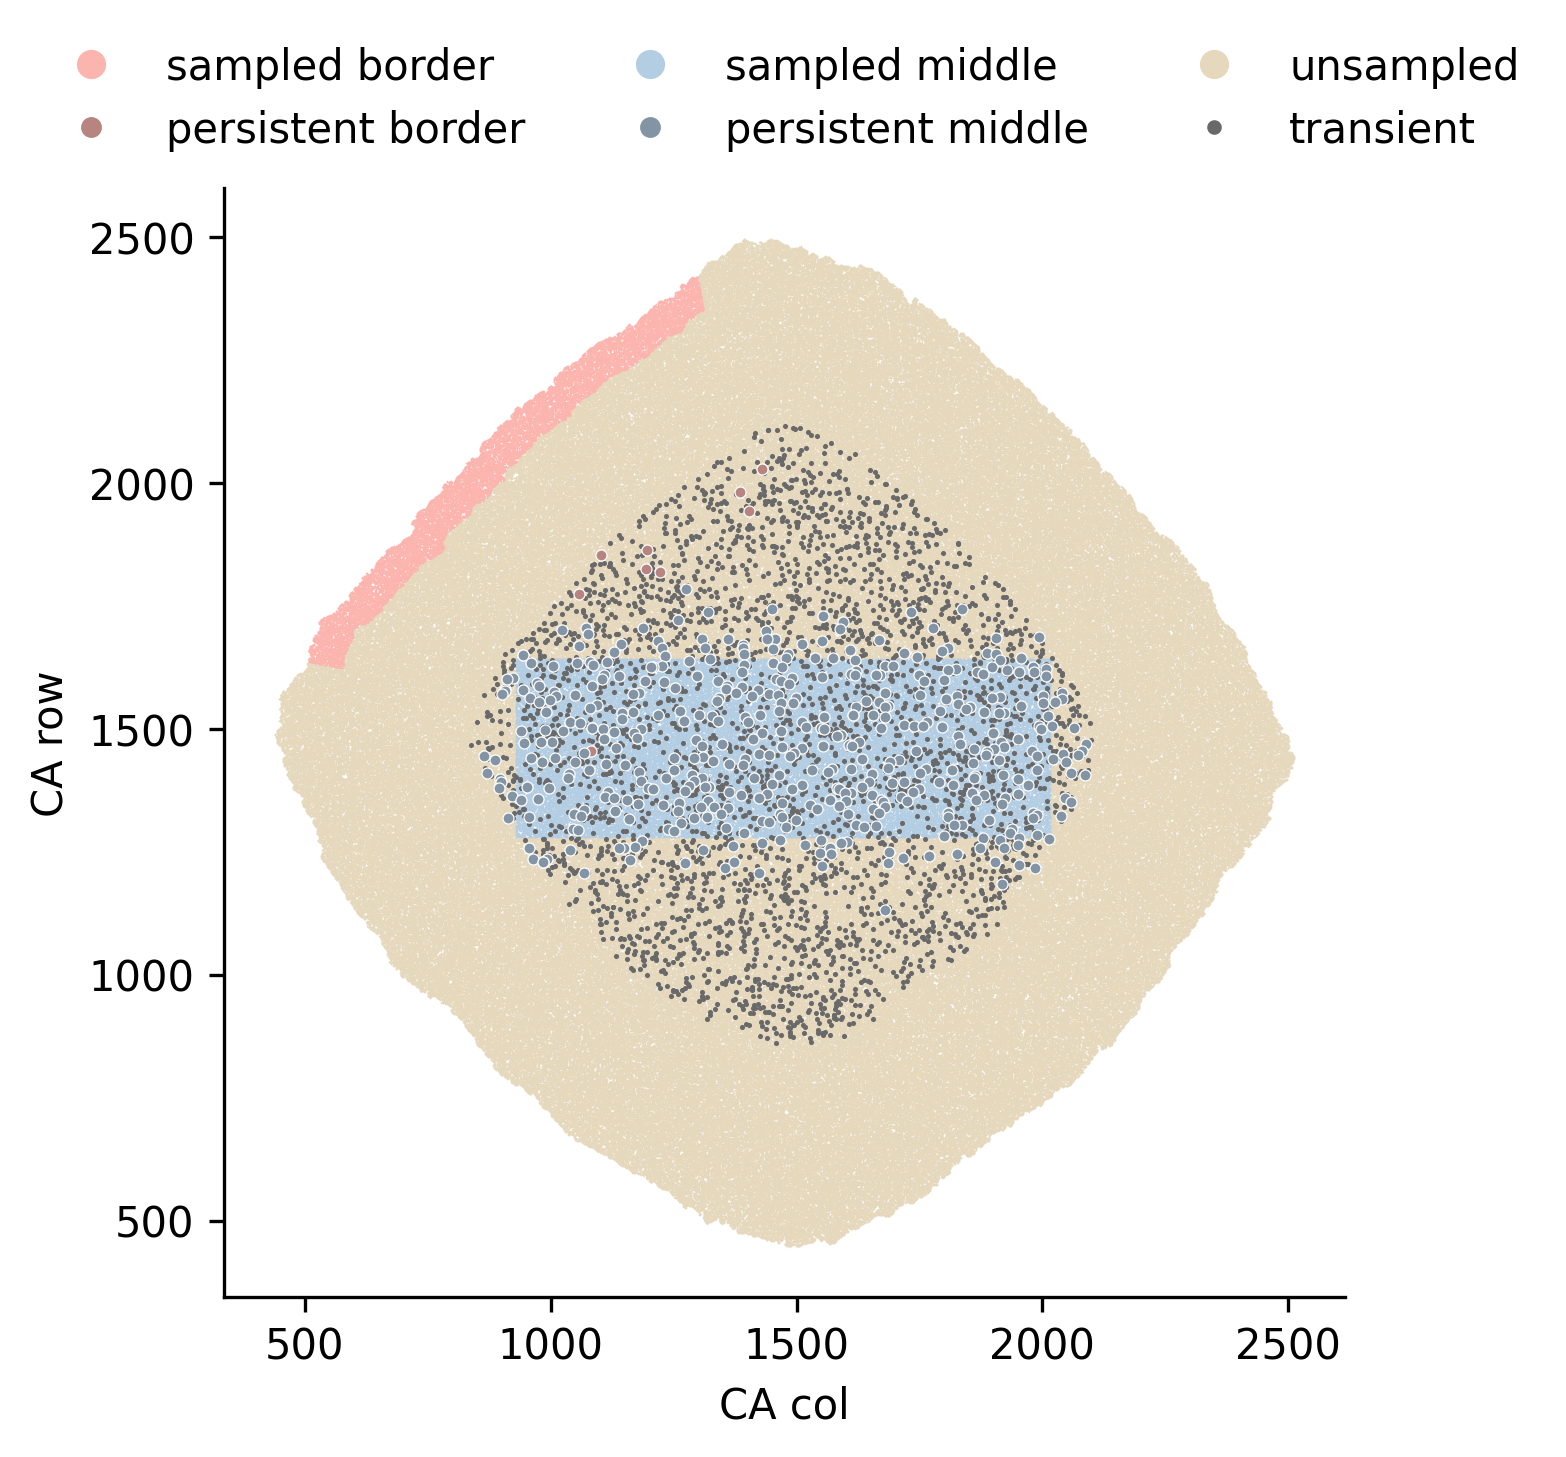 sampled border sampled middle unsampled
persistent border persistent middle transient
2500
2000
1500
1000
500
CA row
500 1000 1500 2000 2500
CA col